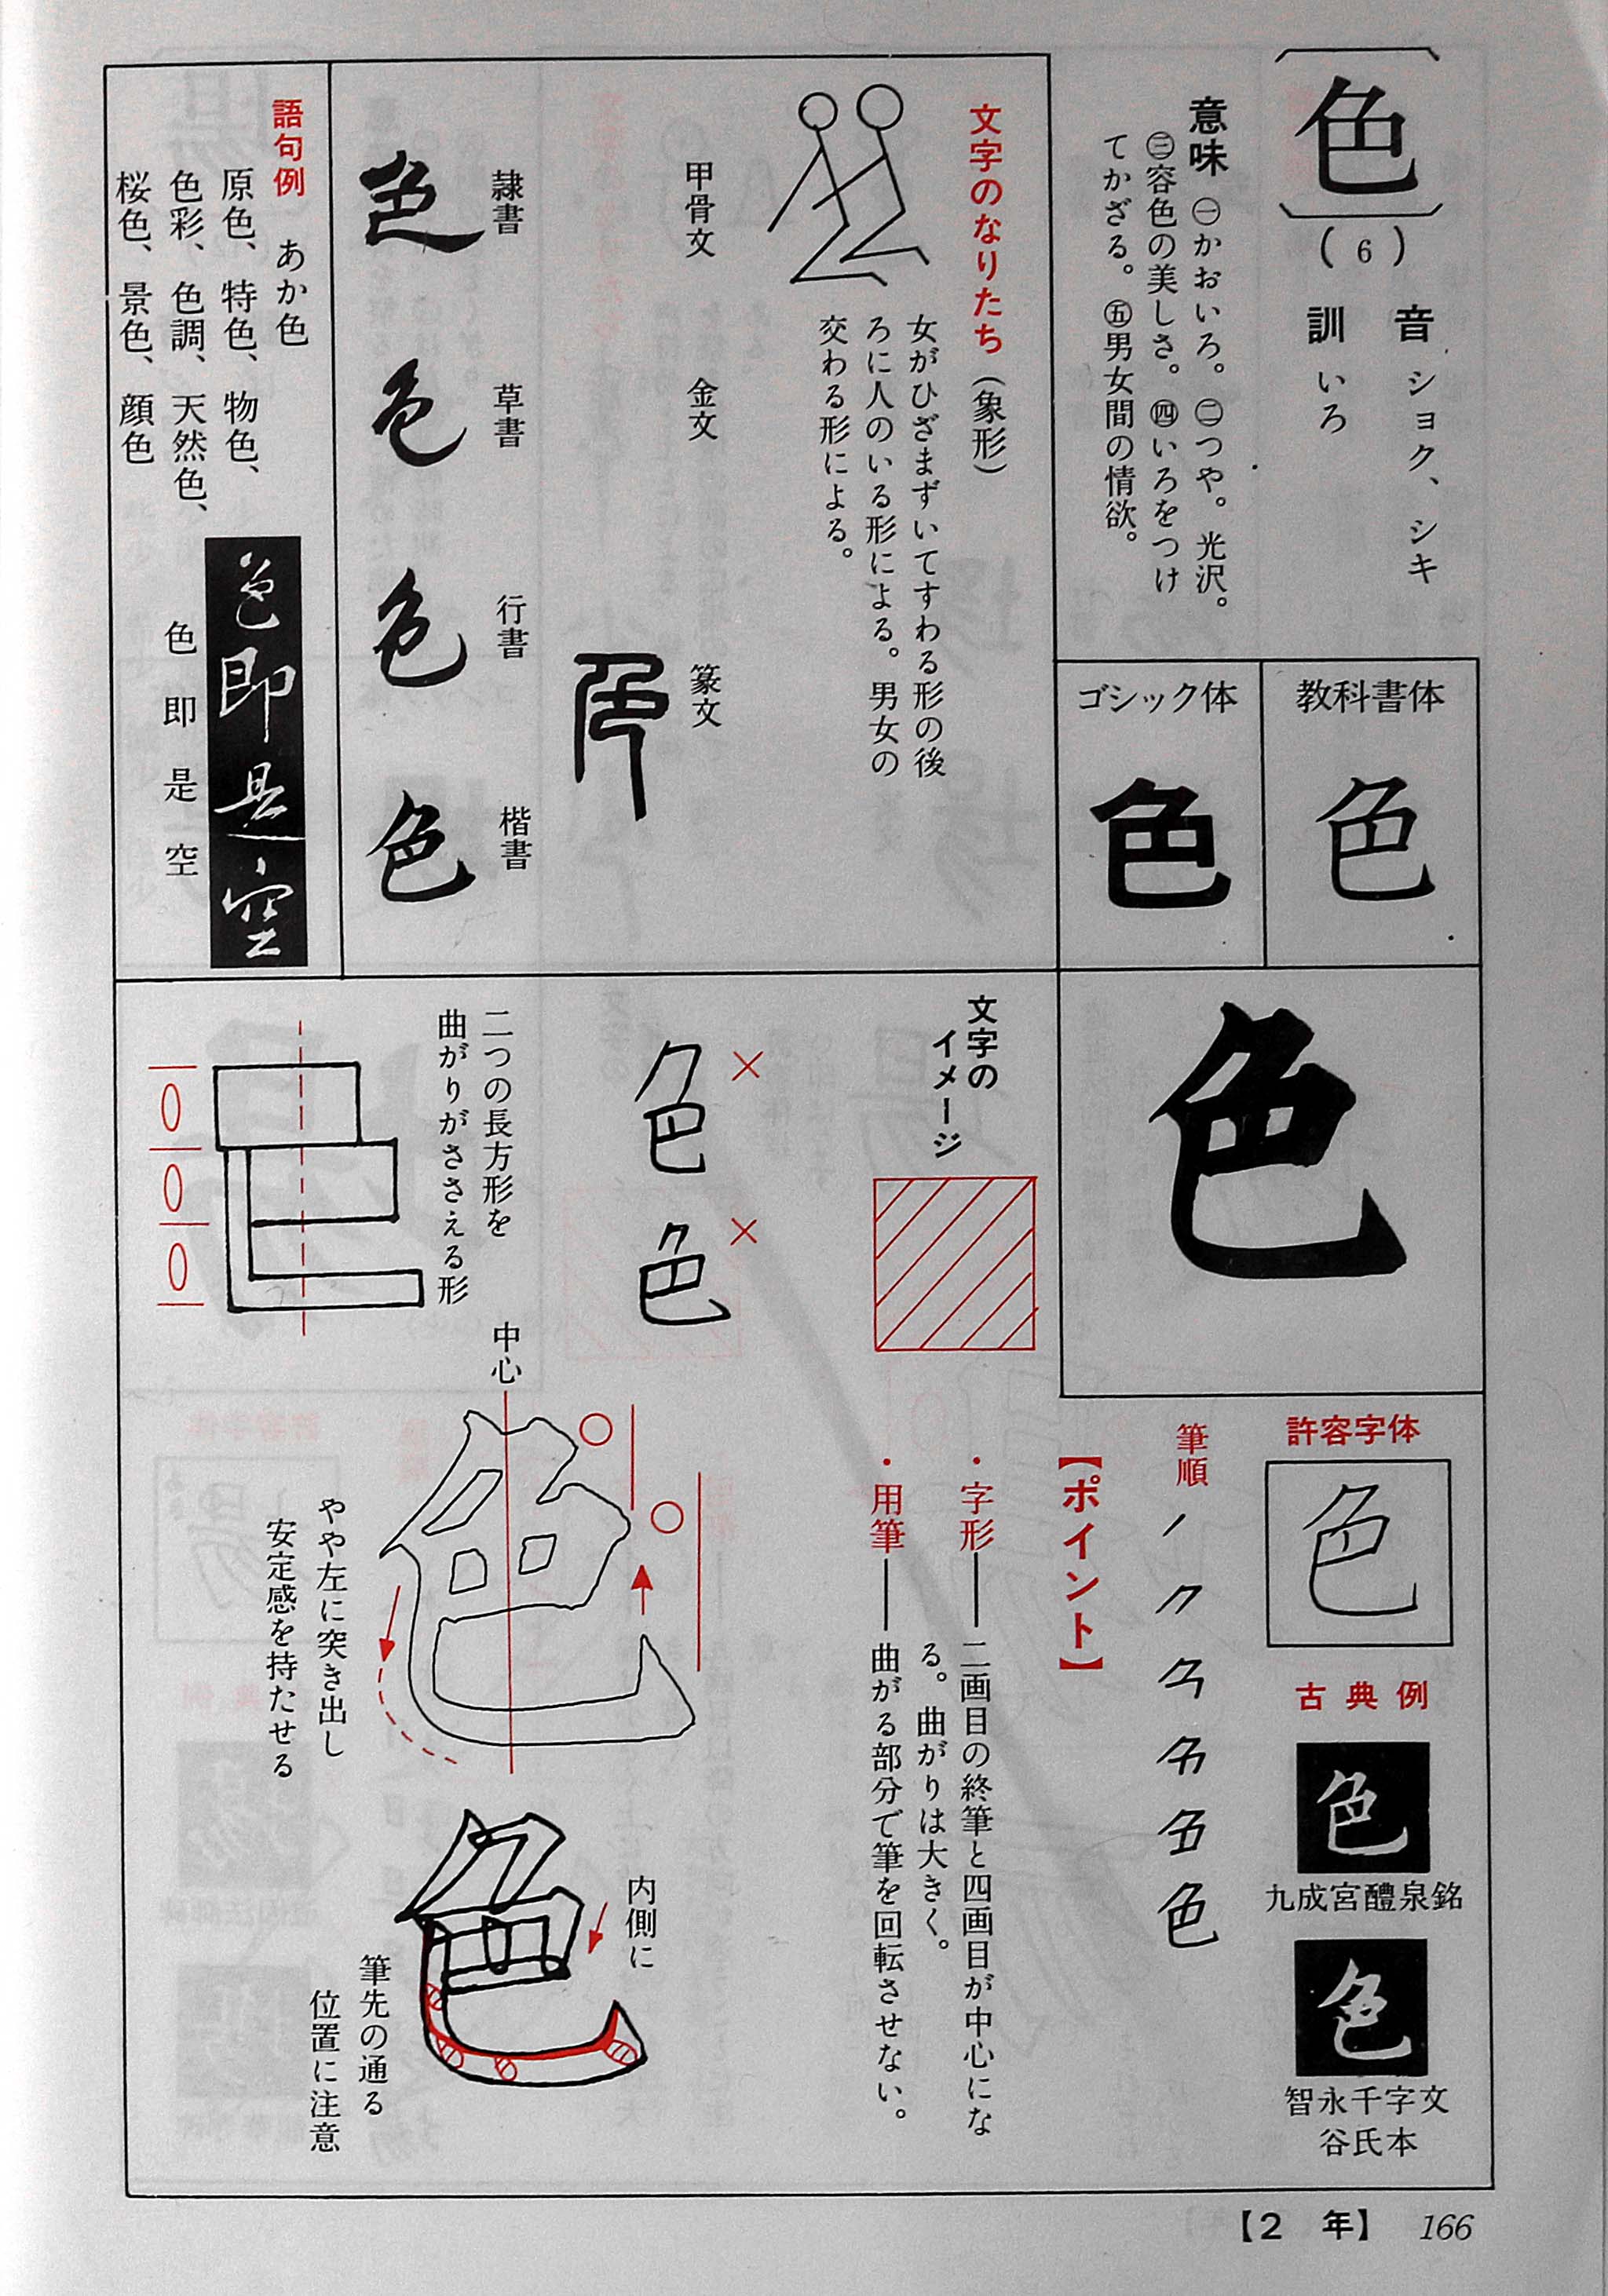 色
(6)
音 ショク、シキ
訓 いろ
意味 ㊀かおいろ。㊁つや。光沢。
㊂容色の美しさ。㊃いろをつけ
てかざる。㊄男女間の情欲。
教科書体
色
ゴシック体
色
文字のなりたち(象形)
女がひざまずいてすわる形の後
ろに人のいる形による。男女の
交わる形による。
甲骨文
金文
篆文
隷書
色
草書
色
行書
色
楷書
色
語句例 あか色
原色、特色、物色、
色彩、色調、天然色、
桜色、景色、顔色
色即是空
色即是空
色
文字の
イメージ
×
色
×
色
二つの長方形を
曲がりがささえる形
許容字体
色
古典例
色
九成宮醴泉銘
色
智永千字文
谷氏本
筆順
色
【ポイント】
・字形―二画目の終筆と四画目が中心にな
る。曲がりは大きく。
・用筆―曲がる部分で筆を回転させない。
中心
やや左に突き出し
安定感を持たせる
内側に
筆先の通る
位置に注意
【2 年】 166